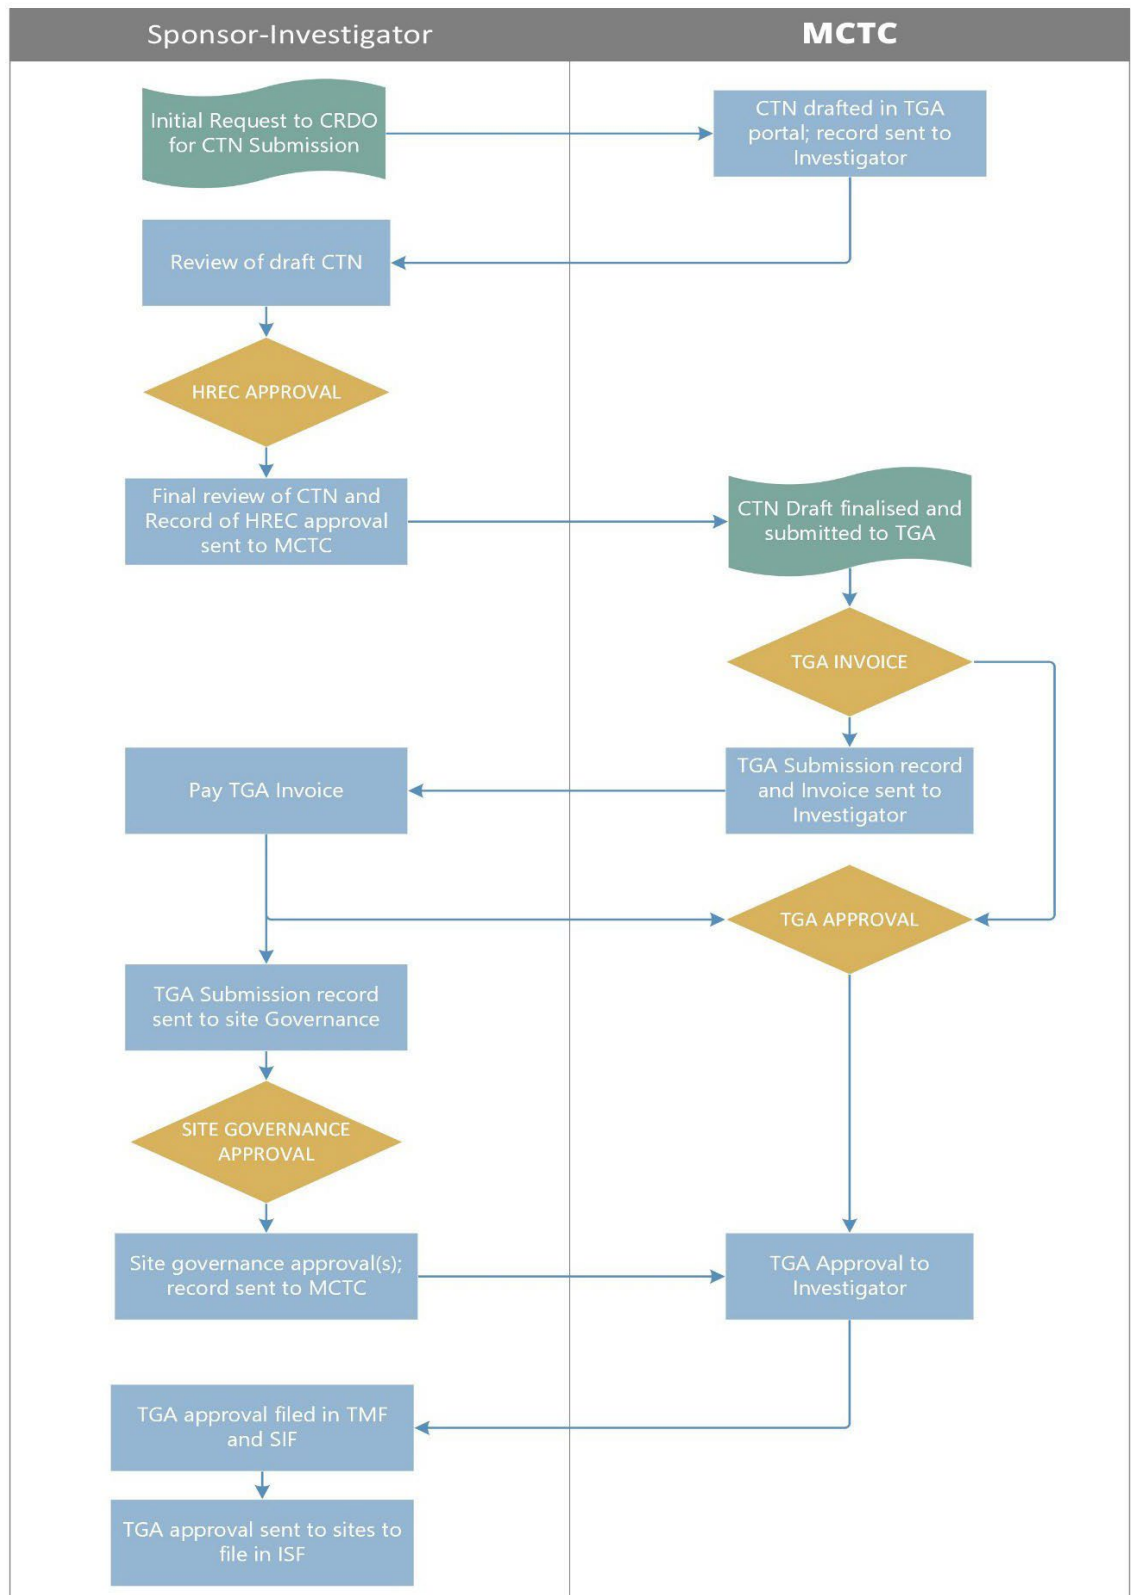 Sponsor-Investigator
MCTC
Initial Request to CRDO
for CTN Submission
CTN drafted in TGA
portal; record sent to
Investigator
Review of draft CTN
HREC APPROVAL
Final review of CTN and
Record of HREC approval
sent to MCTC
CTN Draft finalised and
submitted to TGA
TGA INVOICE
TGA Submission record
and Invoice sent to
Investigator
Pay TGA Invoice
TGA APPROVAL
TGA Submission record
sent to site Governance
SITE GOVERNANCE
APPROVAL
Site governance approval(s);
record sent to MCTC
TGA Approval to
Investigator
TGA approval filed in TMF
and SIF
TGA approval sent to sites to
file in ISF